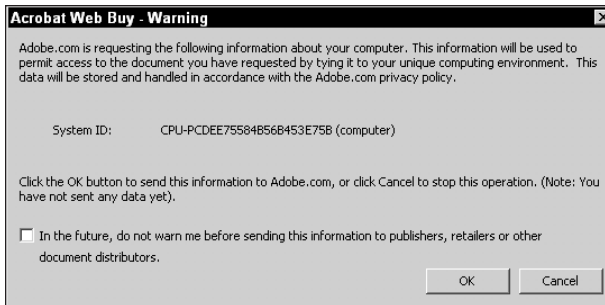 Acrobat Web Buy - Warning
Adobe.com is requesting the following information about your computer. This information will be used to
permit access to the document you have requested by tying it to your unique computing environment. This
data will be stored and handled in accordance with the Adobe.com privacy policy.
System ID: CPU-PCDEE75584B56B453E75B (computer)
Click the OK button to send this information to Adobe.com, or click Cancel to stop this operation. (Note: You
have not sent any data yet).
In the future, do not warn me before sending this information to publishers, retailers or other
document distributors.
OK Cancel